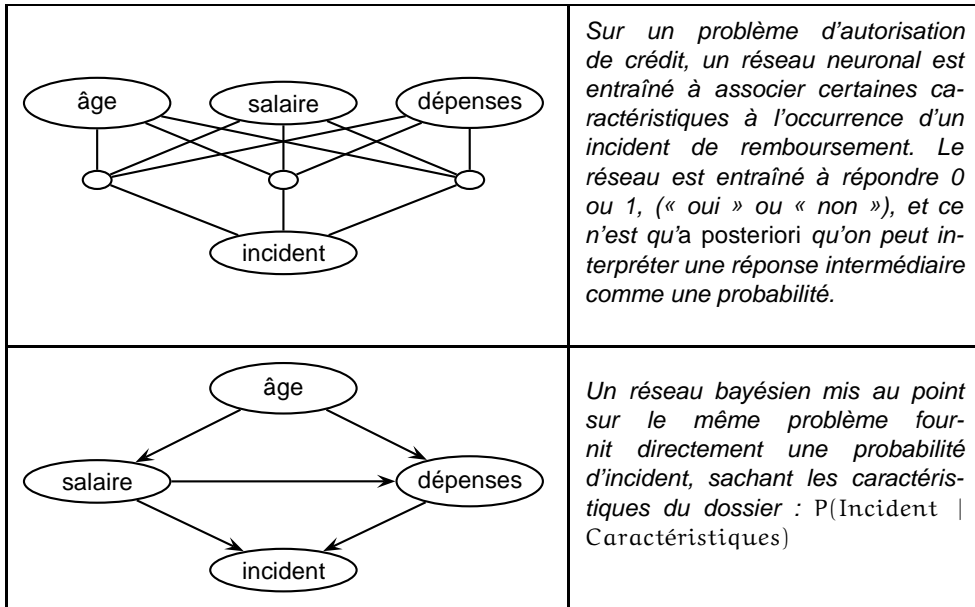 âge
salaire
dépenses
incident
Sur un problème d'autorisation
de crédit, un réseau neuronal est
entraîné à associer certaines ca-
ractéristiques à l'occurrence d'un
incident de remboursement. Le
réseau est entraîné à répondre 0
ou 1, (« oui » ou « non »), et ce
n'est qu'a posteriori qu'on peut in-
terpréter une réponse intermédiaire
comme une probabilité.
âge
salaire
dépenses
incident
Un réseau bayésien mis au point
sur le même problème four-
nit directement une probabilité
d'incident, sachant les caractéris-
tiques du dossier : P(Incident |
Caractéristiques)